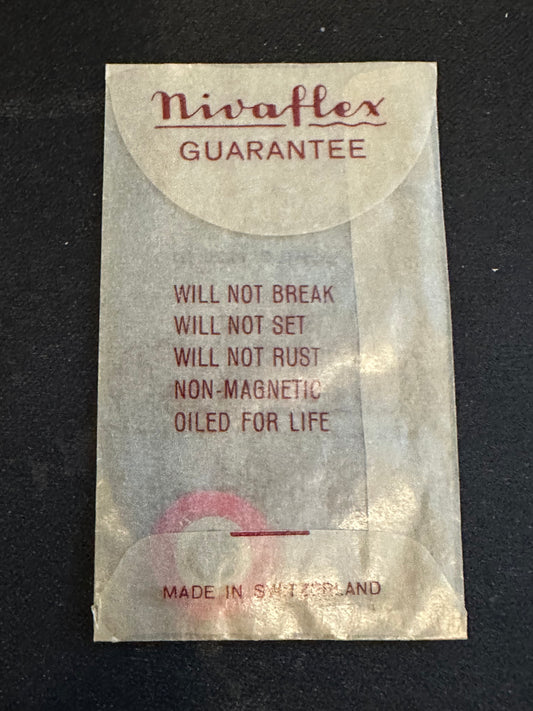 Nivaflex
GUARANTEE
WILL NOT BREAK
WILL NOT SET
WILL NOT RUST
NON-MAGNETIC
OILED FOR LIFE
MADE IN SWITZERLAND